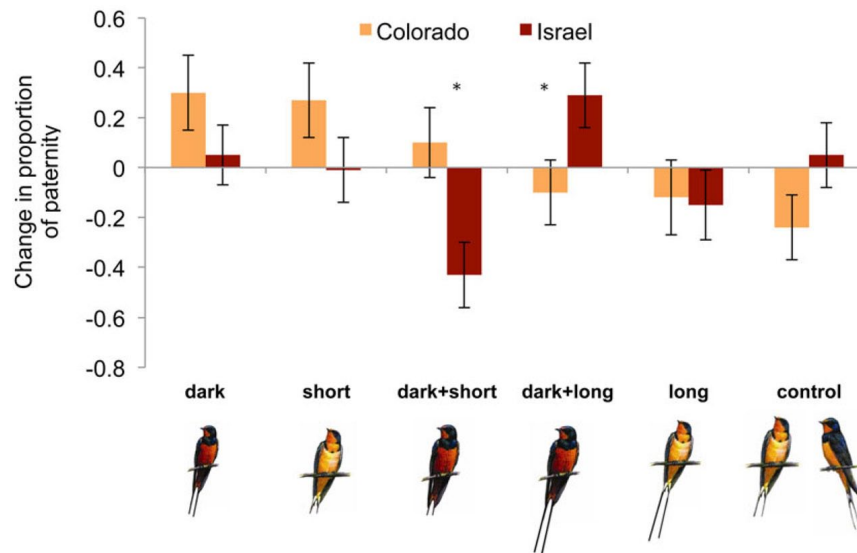 Change in proportion
of paternity
0.6
0.4
0.2
0
-0.2
-0.4
-0.6
-0.8
Colorado Israel
* *
dark short dark+short dark+long long control